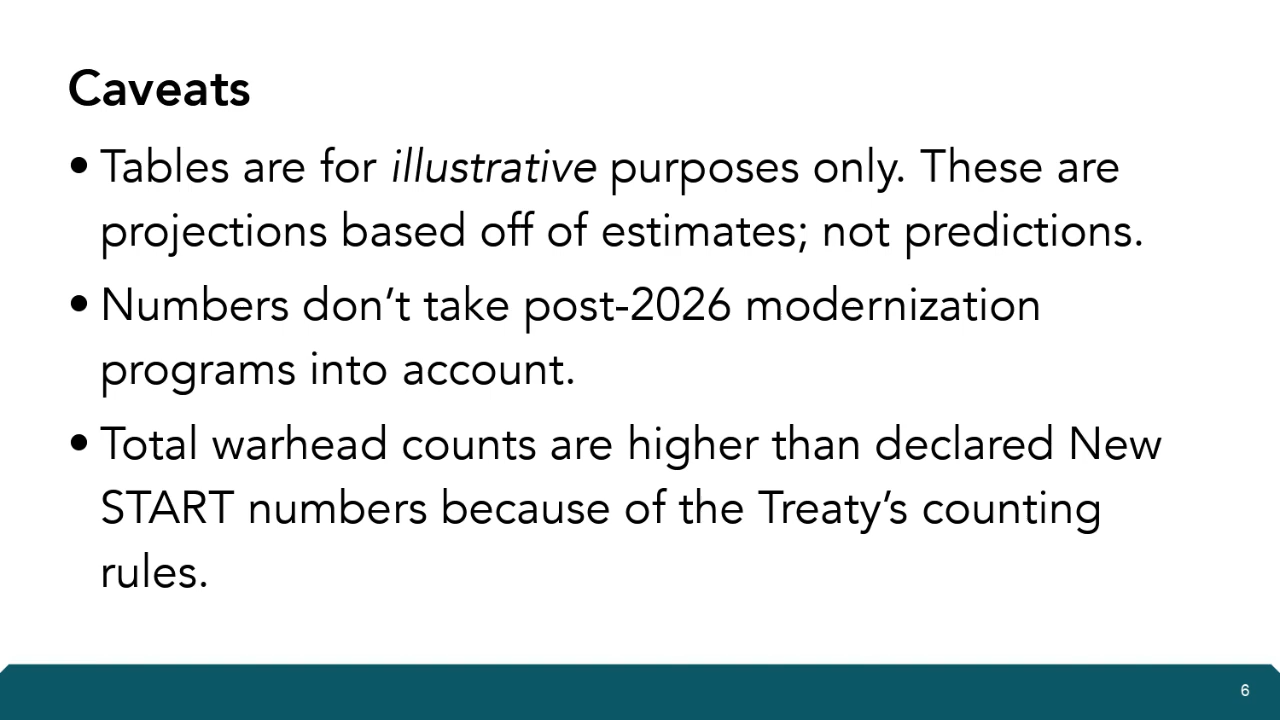 Caveats
• Tables are for illustrative purposes only. These are
projections based off of estimates; not predictions.
• Numbers don’t take post-2026 modernization
programs into account.
• Total warhead counts are higher than declared New
START numbers because of the Treaty’s counting
rules.
6